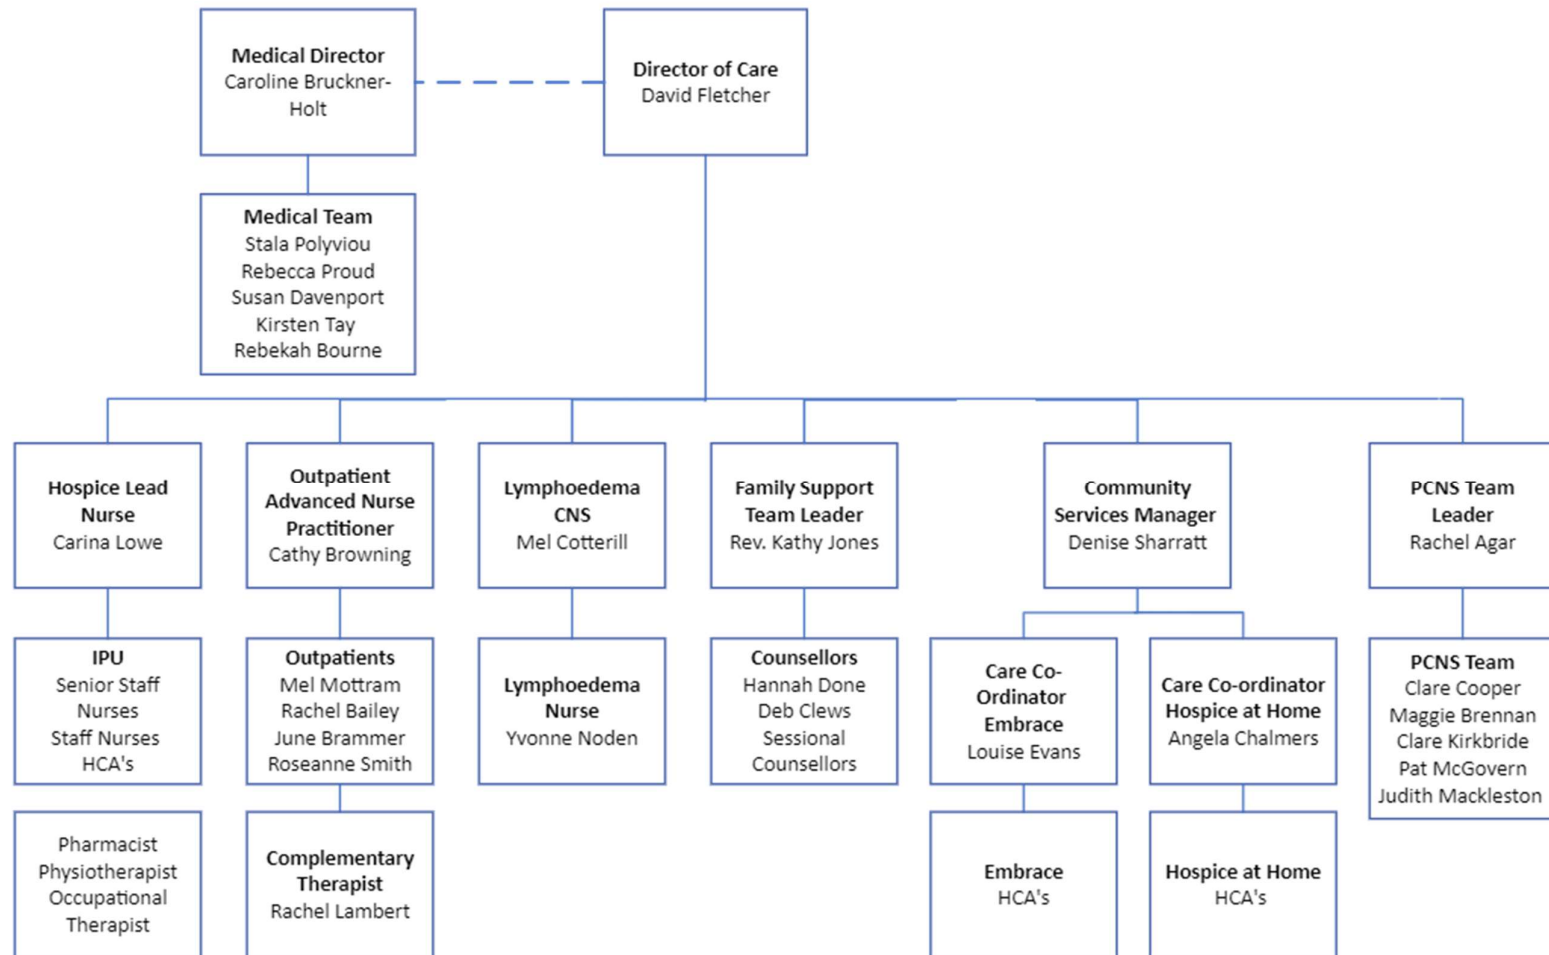 Medical Director
Caroline Bruckner-
Holt
Director of Care
David Fletcher
Medical Team
Stala Polyviou
Rebecca Proud
Susan Davenport
Kirsten Tay
Rebekah Bourne
Hospice Lead
Nurse
Carina Lowe
Outpatient
Advanced Nurse
Practitioner
Cathy Browning
Lymphoedema
CNS
Mel Cotterill
Family Support
Team Leader
Rev. Kathy Jones
Community
Services Manager
Denise Sharratt
PCNS Team
Leader
Rachel Agar
IPU
Senior Staff
Nurses
Staff Nurses
HCA's
Outpatients
Mel Mottram
Rachel Bailey
June Brammer
Roseanne Smith
Lymphoedema
Nurse
Yvonne Noden
Counsellors
Hannah Done
Deb Clews
Sessional
Counsellors
Care Co-
Ordinator
Embrace
Louise Evans
Care Co-ordinator
Hospice at Home
Angela Chalmers
PCNS Team
Clare Cooper
Maggie Brennan
Clare Kirkbride
Pat McGovern
Judith Mackleston
Pharmacist
Physiotherapist
Occupational
Therapist
Complementary
Therapist
Rachel Lambert
Embrace
HCA's
Hospice at Home
HCA's